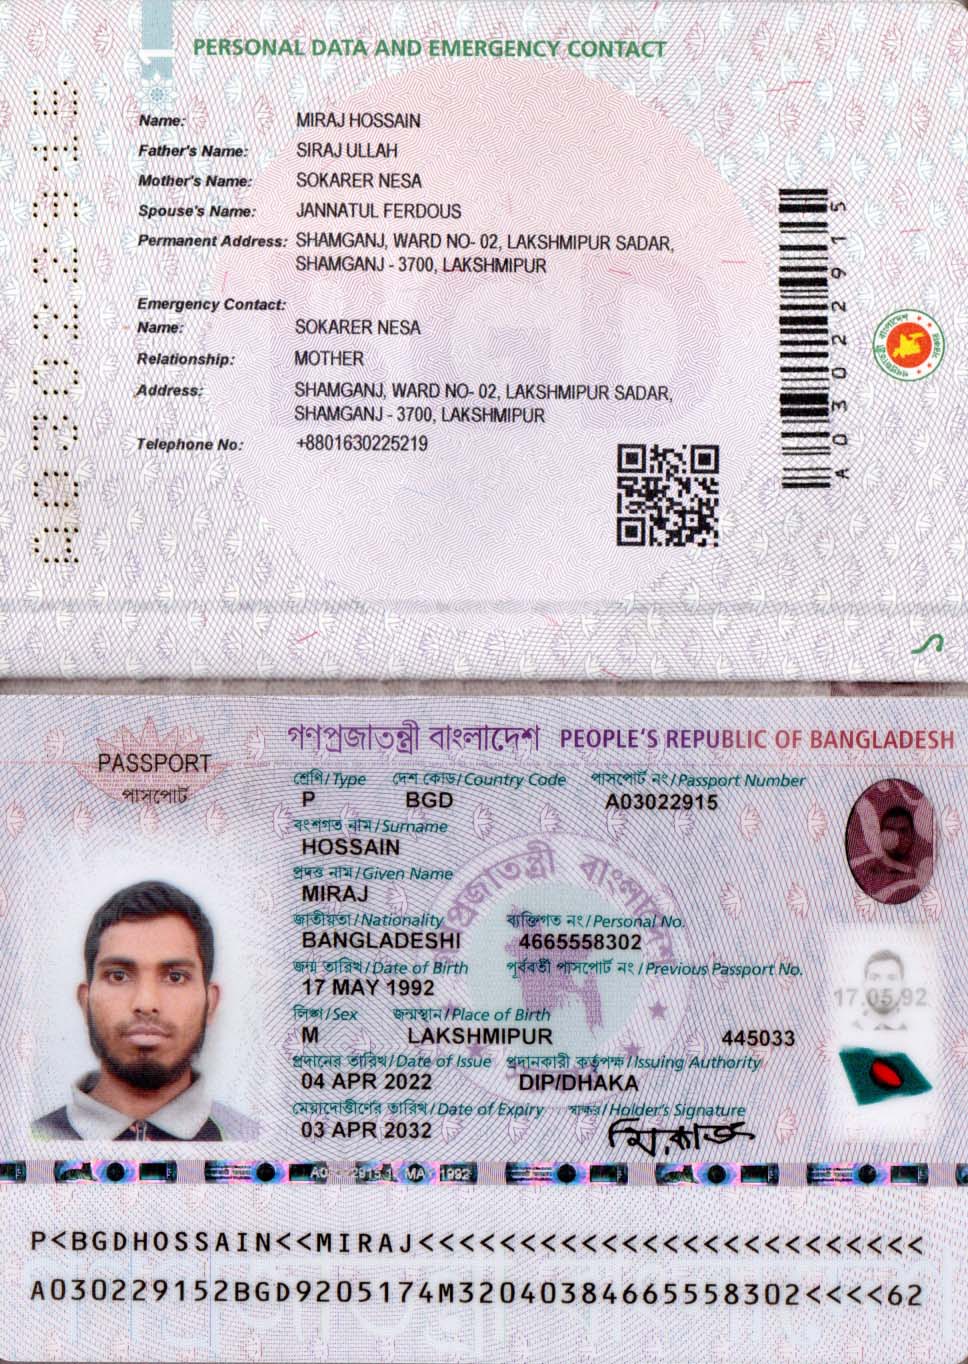 1
PERSONAL DATA AND EMERGENCY CONTACT
Name: MIRAJ HOSSAIN
Father's Name: SIRAJ ULLAH
Mother's Name: SOKARER NESA
Spouse's Name: JANNATUL FERDOUS
Permanent Address: SHAMGANJ, WARD NO- 02, LAKSHMIPUR SADAR,
SHAMGANJ - 3700, LAKSHMIPUR
Emergency Contact:
Name: SOKARER NESA
Relationship: MOTHER
Address: SHAMGANJ, WARD NO- 02, LAKSHMIPUR SADAR,
SHAMGANJ - 3700, LAKSHMIPUR
Telephone No: +8801630225219
A03022915
A03022915
গণপ্রজাতন্ত্রী বাংলাদেশ PEOPLE'S REPUBLIC OF BANGLADESH
PASSPORT
পাসপোর্ট
শ্রেণি/Type দেশ কোড/Country Code পাসপোর্ট নং/Passport Number
P BGD A03022915
বংশগত নাম/Surname
HOSSAIN
প্রদত্ত নাম/Given Name
MIRAJ
জাতীয়তা/Nationality ব্যক্তিগত নং/Personal No.
BANGLADESHI 4665558302
জন্ম তারিখ/Date of Birth পূর্ববর্তী পাসপোর্ট নং/Previous Passport No.
17 MAY 1992
17.05.92
লিঙ্গ/Sex জন্মস্থান/Place of Birth
M LAKSHMIPUR 445033
প্রদানের তারিখ/Date of Issue প্রদানকারী কর্তৃপক্ষ/Issuing Authority
04 APR 2022 DIP/DHAKA
মেয়াদোত্তীর্ণের তারিখ/Date of Expiry স্বাক্ষর/Holder's Signature
03 APR 2032 মিরাজ
P<BGDHOSSAIN<<MIRAJ<<<<<<<<<<<<<<<<<<<<<<<<<
A030229152BGD9205174M32040384665558302<<<<62